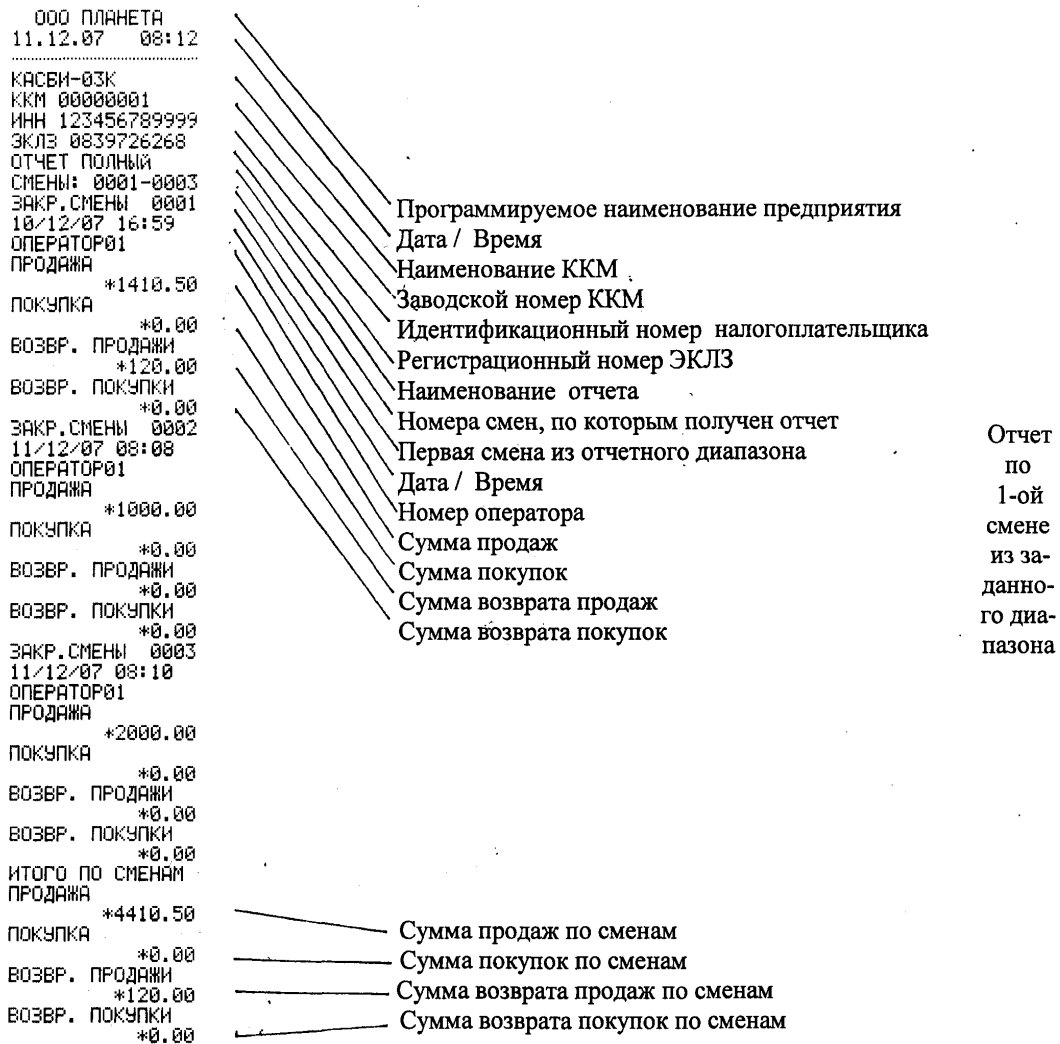 ООО ПЛАНЕТА
11.12.07 08:12
КАСБИ-03К
ККМ 00000001
ИНН 123456789999
ЭКЛЗ 0839726268
ОТЧЕТ ПОЛНЫЙ
СМЕНЫ: 0001-0003
ЗАКР.СМЕНЫ 0001
10/12/07 16:59
ОПЕРАТОР01
ПРОДАЖА
*1410.50
ПОКУПКА
*0.00
ВОЗВР. ПРОДАЖИ
*120.00
ВОЗВР. ПОКУПКИ
*0.00
ЗАКР.СМЕНЫ 0002
11/12/07 08:08
ОПЕРАТОР01
ПРОДАЖА
*1000.00
ПОКУПКА
*0.00
ВОЗВР. ПРОДАЖИ
*0.00
ВОЗВР. ПОКУПКИ
*0.00
ЗАКР.СМЕНЫ 0003
11/12/07 08:10
ОПЕРАТОР01
ПРОДАЖА
*2000.00
ПОКУПКА
*0.00
ВОЗВР. ПРОДАЖИ
*0.00
ВОЗВР. ПОКУПКИ
*0.00
ИТОГО ПО СМЕНАМ
ПРОДАЖА
*4410.50
ПОКУПКА
*0.00
ВОЗВР. ПРОДАЖИ
*120.00
ВОЗВР. ПОКУПКИ
*0.00
Программируемое наименование предприятия
Дата / Время
Наименование ККМ
Заводской номер ККМ
Идентификационный номер налогоплательщика
Регистрационный номер ЭКЛЗ
Наименование отчета
Номера смен, по которым получен отчет
Первая смена из отчетного диапазона
Дата / Время
Номер оператора
Сумма продаж
Сумма покупок
Сумма возврата продаж
Сумма возврата покупок
Сумма продаж по сменам
Сумма покупок по сменам
Сумма возврата продаж по сменам
Сумма возврата покупок по сменам
Отчет
по
1-ой
смене
из за-
данно-
го диа-
пазона